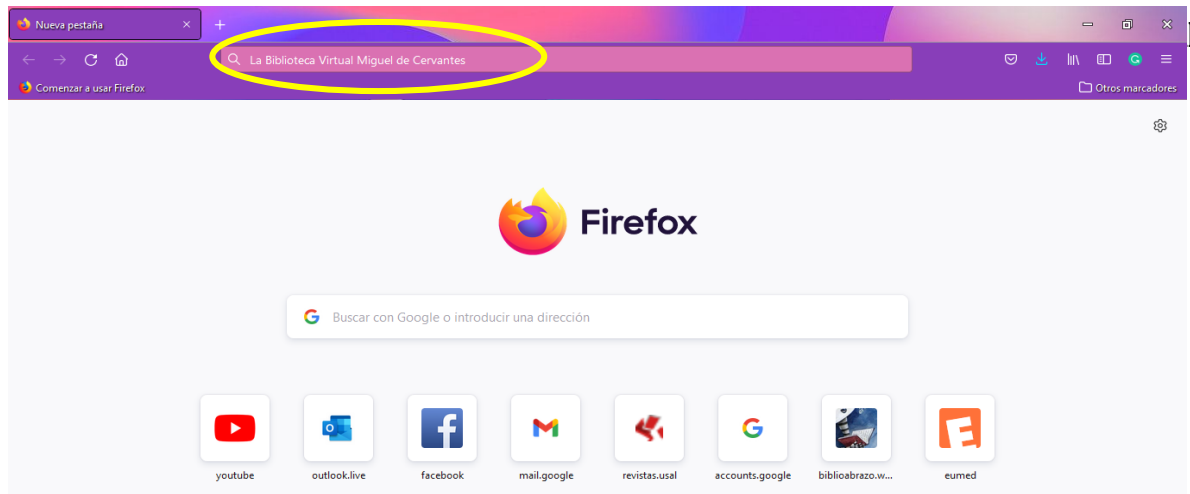 Nueva pestaña
La Biblioteca Virtual Miguel de Cervantes
Comenzar a usar Firefox
Otros marcadores
Firefox
Buscar con Google o introducir una dirección
youtube
outlook.live
facebook
mail.google
revistas.usal
accounts.google
biblioabrazo.w...
eumed